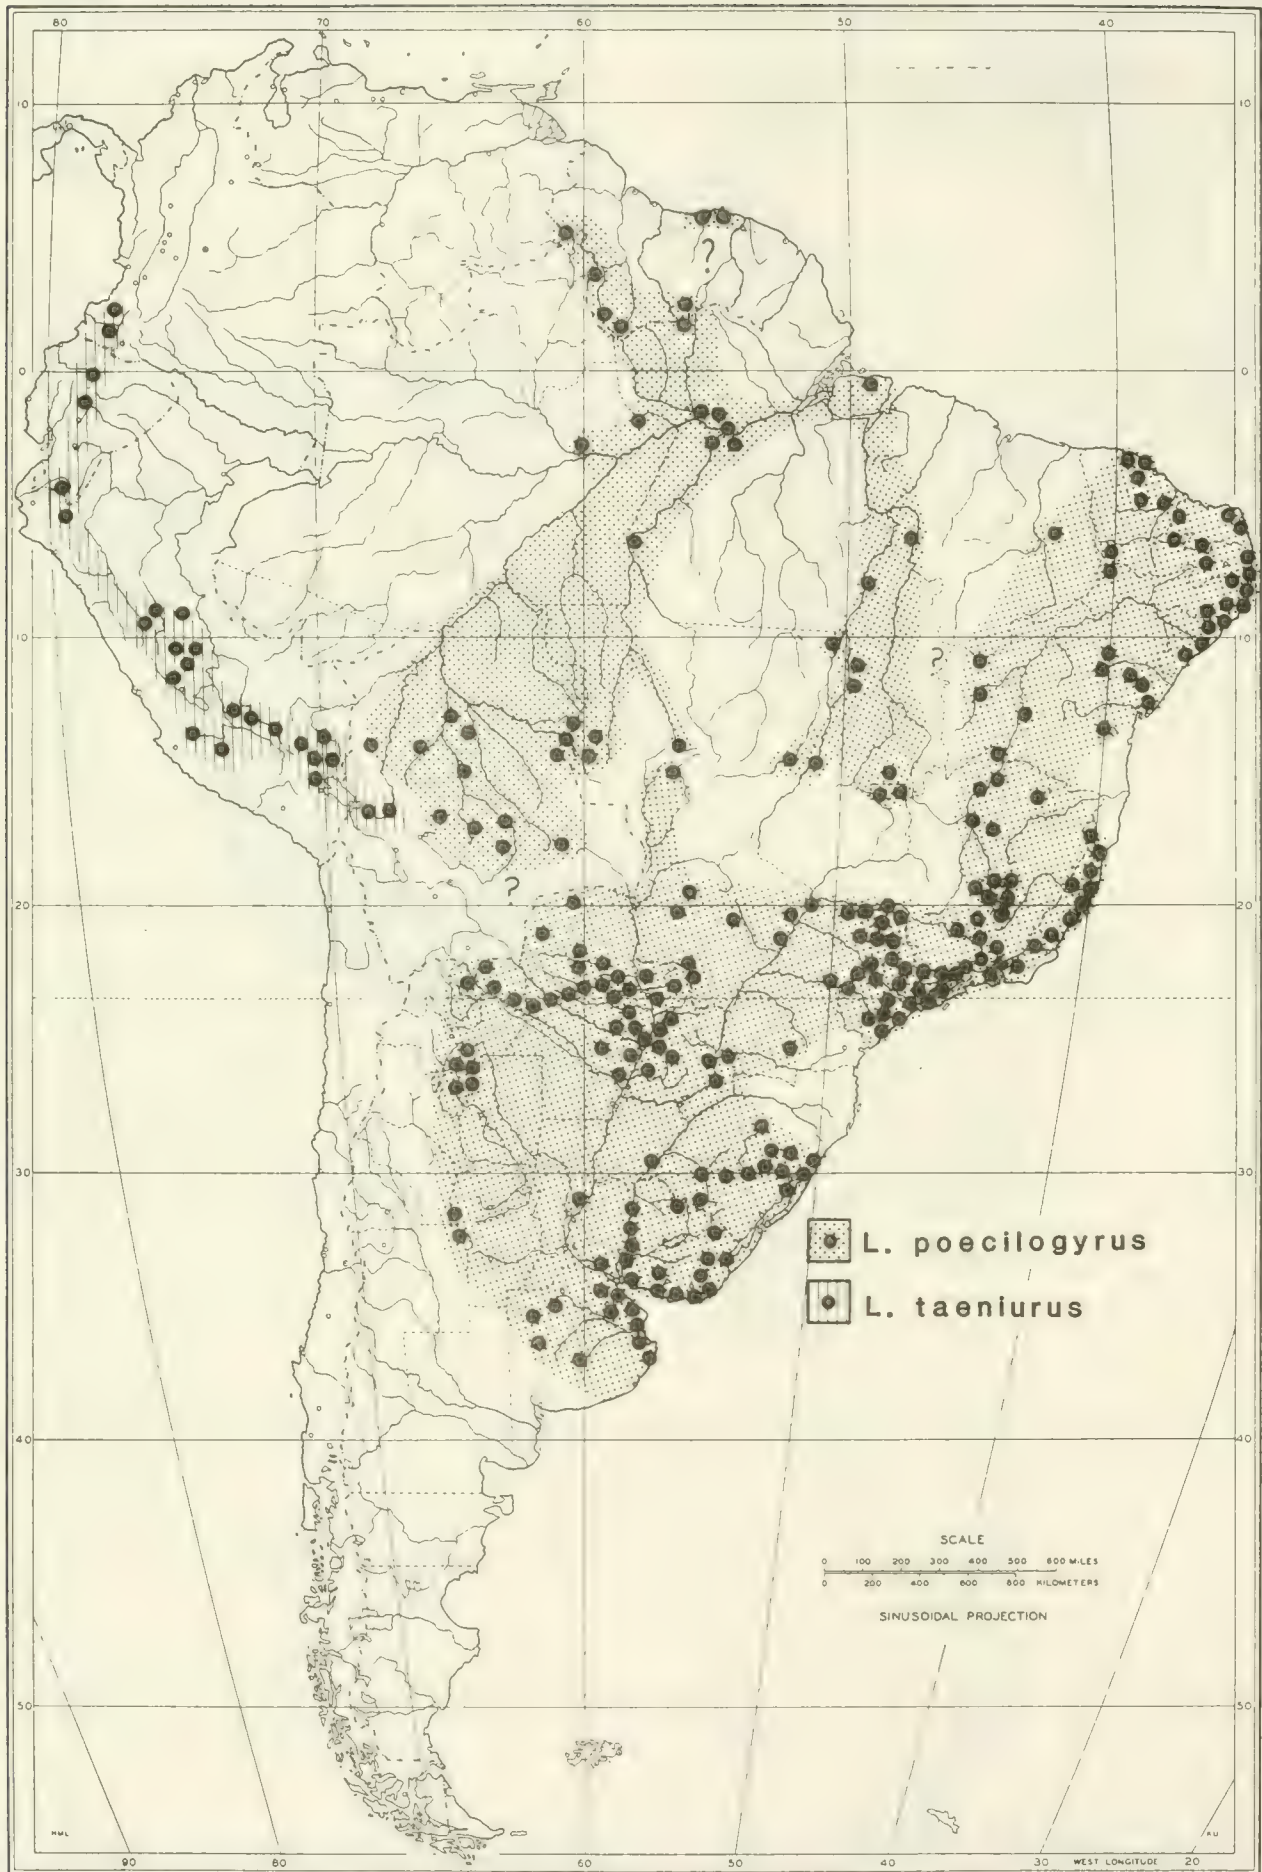 80 70 60 50 40
10 10
?
0 0
10 10
?
?
20 20
30 30
L. poecilogyrus
L. taeniurus
40 40
SCALE
0 100 200 300 400 500 600 MILES
0 200 400 600 800 KILOMETERS
SINUSOIDAL PROJECTION
50 50
HML KU
90 80 70 60 50 40 30 WEST LONGITUDE 20